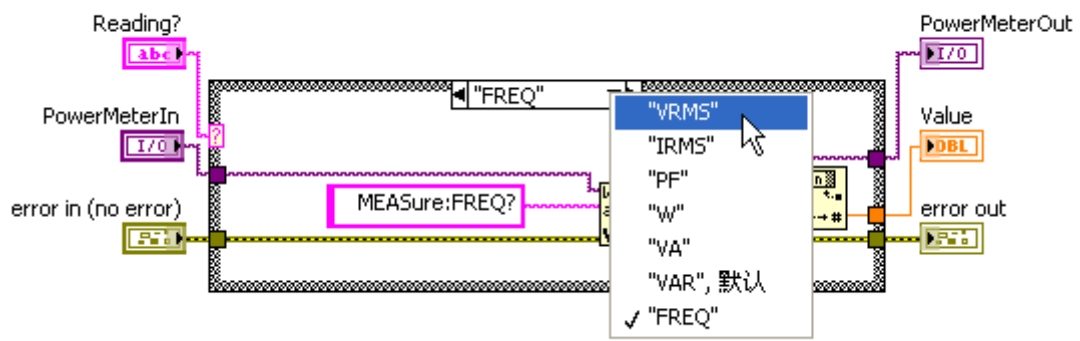 Reading?
abc
PowerMeterIn
I/O
error in (no error)
?
"FREQ"
MEASure:FREQ?
"VRMS"
"IRMS"
"PF"
"W"
"VA"
"VAR", 默认
"FREQ"
PowerMeterOut
I/O
Value
DBL
error out